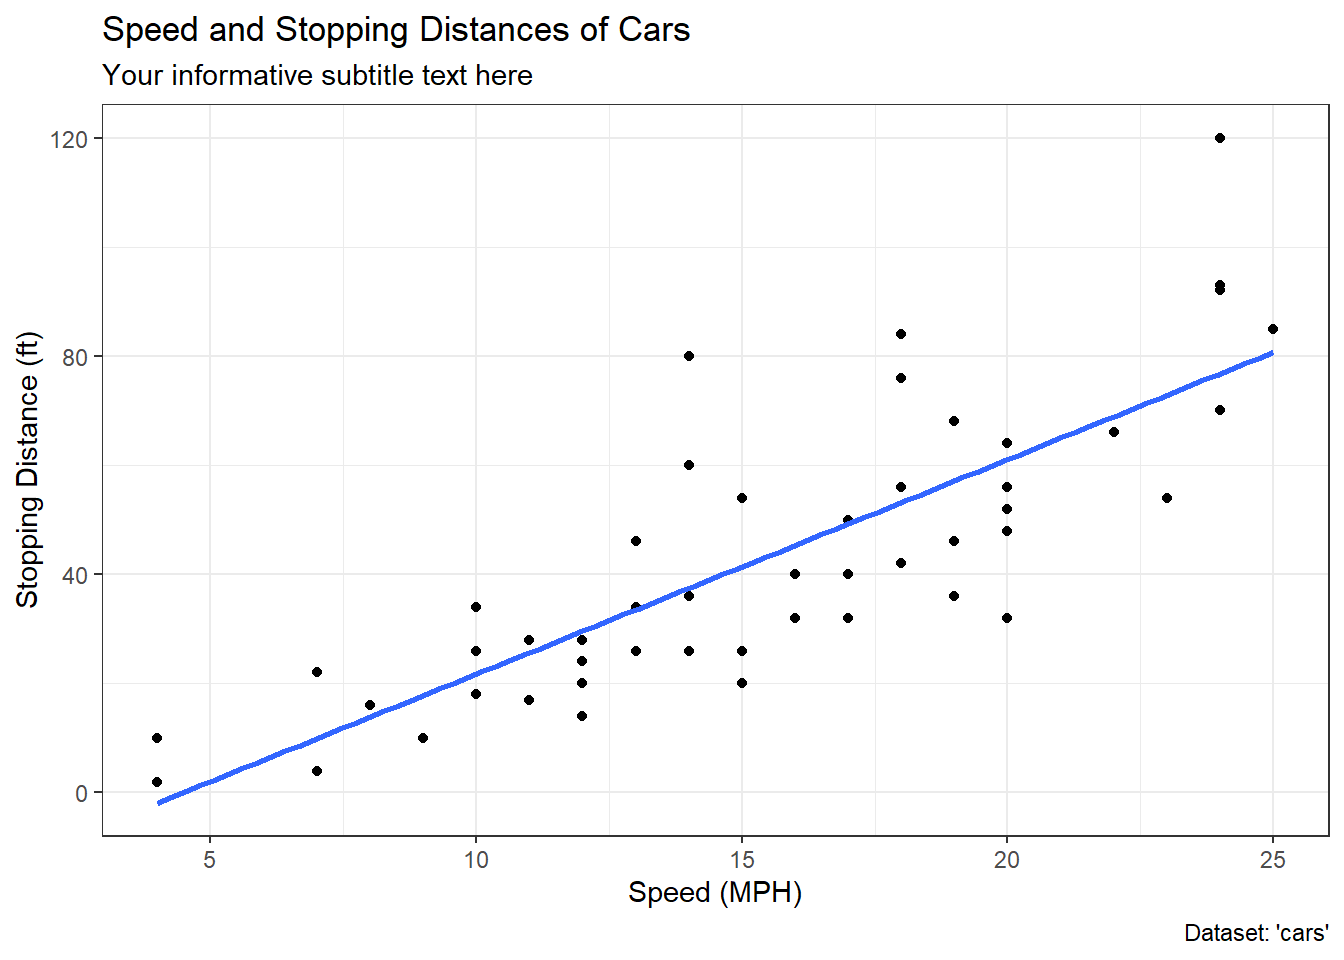 Speed and Stopping Distances of Cars
Your informative subtitle text here
120
80
40
0
Stopping Distance (ft)
5 10 15 20 25
Speed (MPH)
Dataset: 'cars'